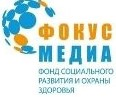 ФОКУС
МЕДИА
ФОНД СОЦИАЛЬНОГО
РАЗВИТИЯ И ОХРАНЫ
ЗДОРОВЬЯ